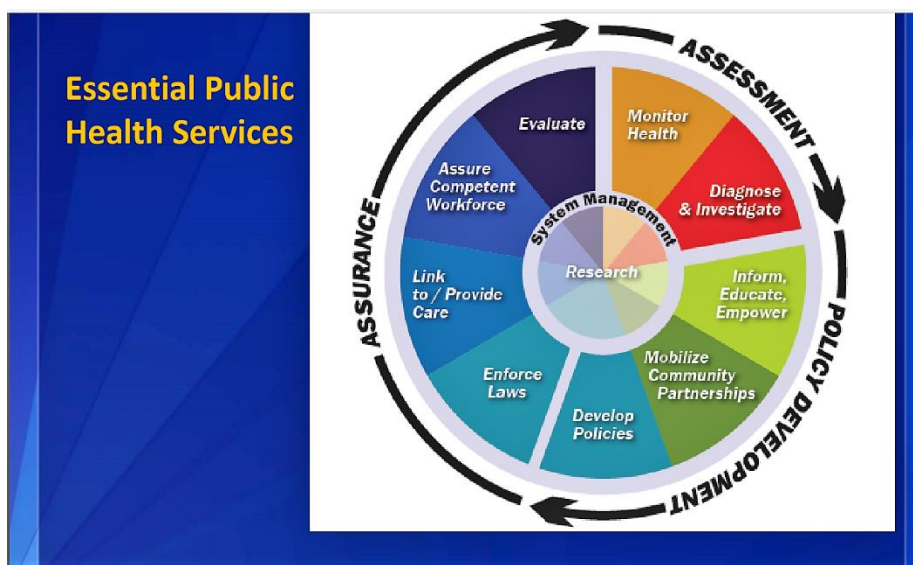 Essential Public
Health Services
ASSESSMENT
POLICY DEVELOPMENT
ASSURANCE
Monitor
Health
Diagnose
& Investigate
Inform,
Educate,
Empower
Mobilize
Community
Partnerships
Develop
Policies
Enforce
Laws
Link
to / Provide
Care
Assure
Competent
Workforce
Evaluate
System Management
Research